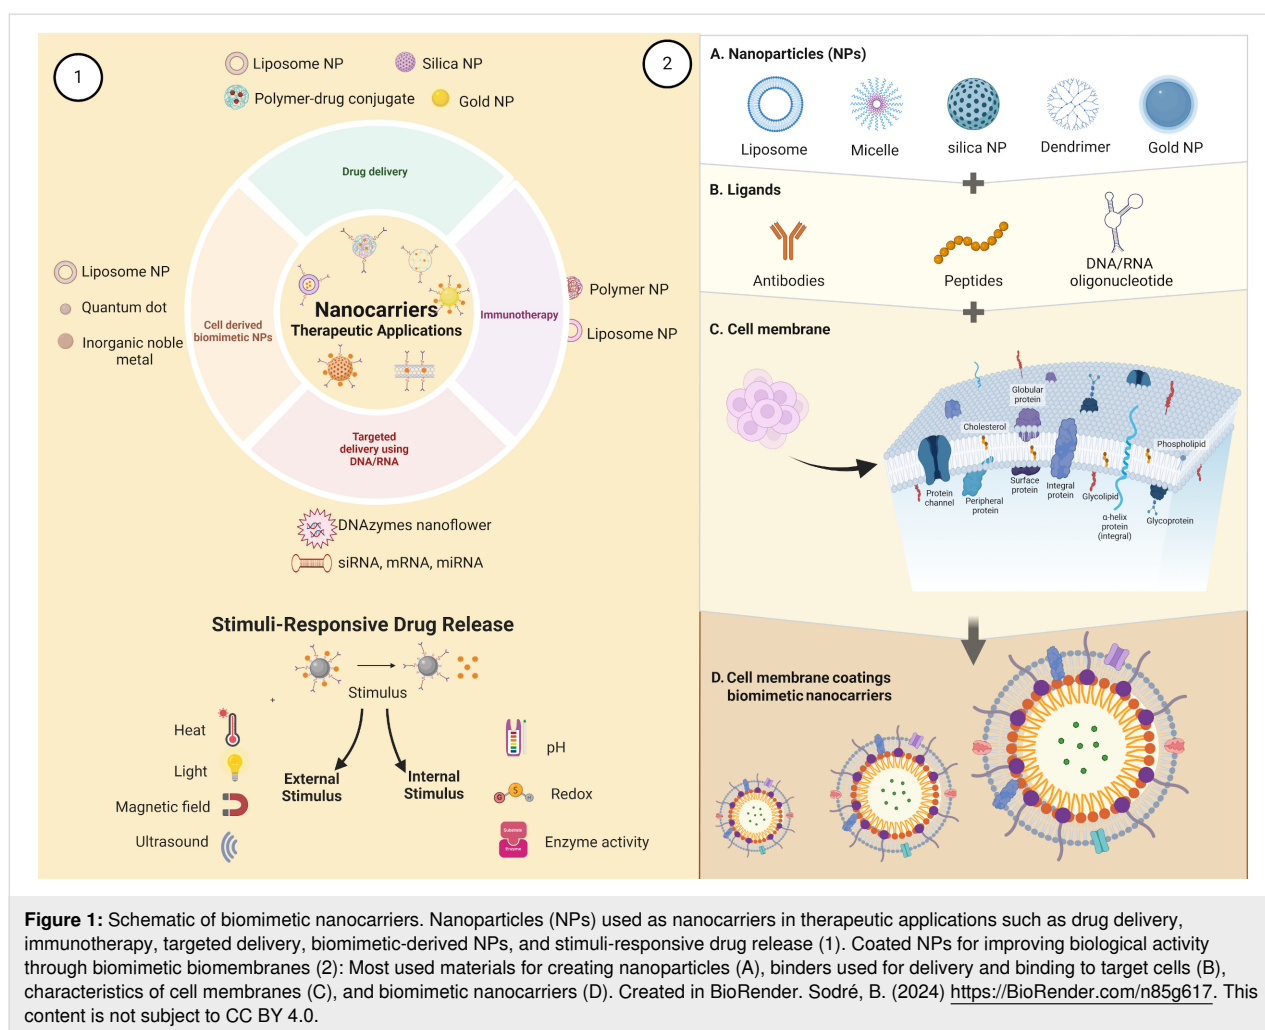 1
Liposome NP
Silica NP
Polymer-drug conjugate
Gold NP
Drug delivery
Liposome NP
Quantum dot
Inorganic noble
metal
Cell derived
biomimetic NPs
Nanocarriers
Therapeutic Applications
Immunotherapy
Polymer NP
Liposome NP
Targeted
delivery using
DNA/RNA
DNAzymes nanoflower
siRNA, mRNA, miRNA
Stimuli-Responsive Drug Release
Stimulus
+
Heat
Light
Magnetic field
Ultrasound
External
Stimulus
Internal
Stimulus
pH
G S H
Redox
Substrate
Enzyme
Enzyme activity
2
A. Nanoparticles (NPs)
Liposome
Micelle
silica NP
Dendrimer
Gold NP
B. Ligands
Antibodies
Peptides
DNA/RNA
oligonucleotide
C. Cell membrane
Globular
protein
Cholesterol
Phospholipid
Protein
channel
Peripheral
protein
Surface
protein
Integral
protein
Glycolipid
α-helix
protein
(integral)
Glycoprotein
D. Cell membrane coatings
biomimetic nanocarriers
Figure 1: Schematic of biomimetic nanocarriers. Nanoparticles (NPs) used as nanocarriers in therapeutic applications such as drug delivery,
immunotherapy, targeted delivery, biomimetic-derived NPs, and stimuli-responsive drug release (1). Coated NPs for improving biological activity
through biomimetic biomembranes (2): Most used materials for creating nanoparticles (A), binders used for delivery and binding to target cells (B),
characteristics of cell membranes (C), and biomimetic nanocarriers (D). Created in BioRender. Sodré, B. (2024) https://BioRender.com/n85g617. This
content is not subject to CC BY 4.0.